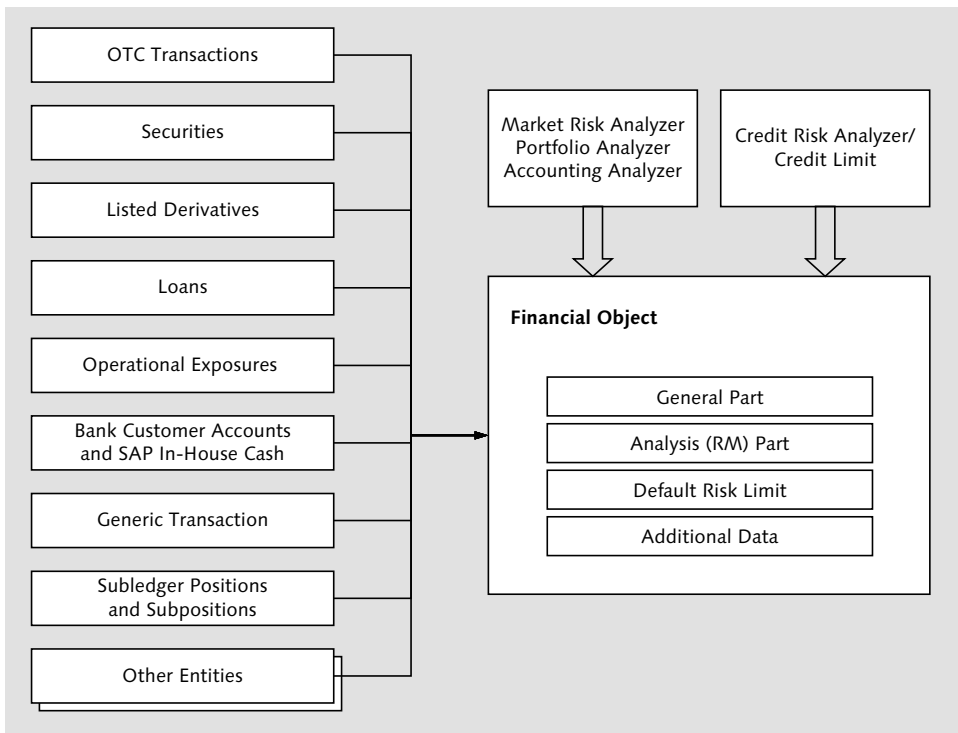 OTC Transactions
Securities
Listed Derivatives
Loans
Operational Exposures
Bank Customer Accounts
and SAP In-House Cash
Generic Transaction
Subledger Positions
and Subpositions
Other Entities
Market Risk Analyzer
Portfolio Analyzer
Accounting Analyzer
Credit Risk Analyzer/
Credit Limit
Financial Object
General Part
Analysis (RM) Part
Default Risk Limit
Additional Data